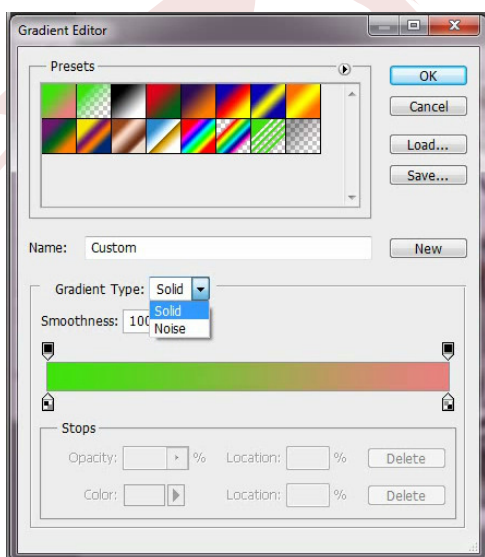 Gradient Editor
Presets
OK
Cancel
Load...
Save...
Name: Custom
New
Gradient Type: Solid
Solid
Noise
Smoothness: 100
Stops
Opacity: % Location: % Delete
Color: Location: % Delete